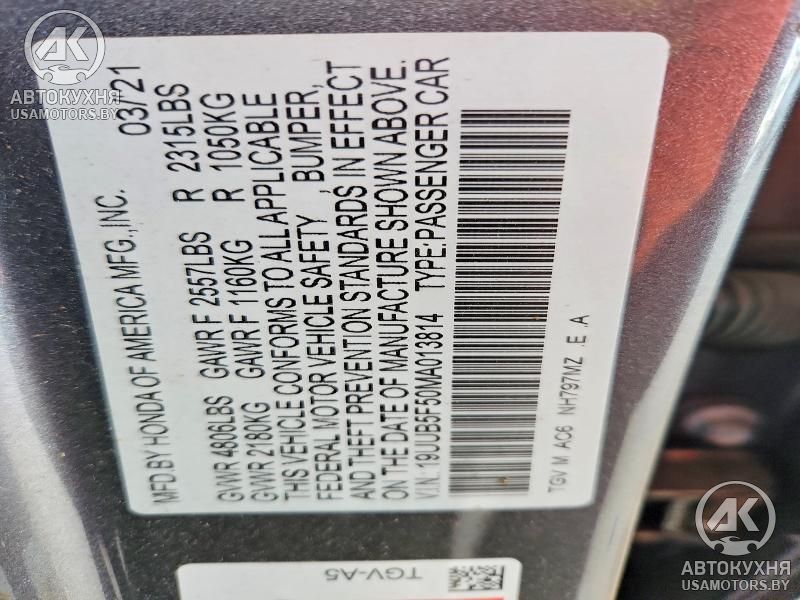 MFD.BY HONDA OF AMERICA MFG.,INC. 03/21
GVWR 4806LBS GAWR F 2557LBS R 2315LBS
GVWR 2180KG GAWR F 1160KG R 1050KG
THIS VEHICLE CONFORMS TO ALL APPLICABLE
FEDERAL MOTOR VEHICLE SAFETY , BUMPER,
AND THEFT PREVENTION STANDARDS IN EFFECT
ON THE DATE OF MANUFACTURE SHOWN ABOVE.
V.I.N. 19UUB5F50MA013814 TYPE:PASSENGER CAR
TGV M AC6 NH797MZ .E .A
TGV-A5
АК
АВТОКУХНЯ
USAMOTORS.BY
АК
АВТОКУХНЯ
USAMOTORS.BY